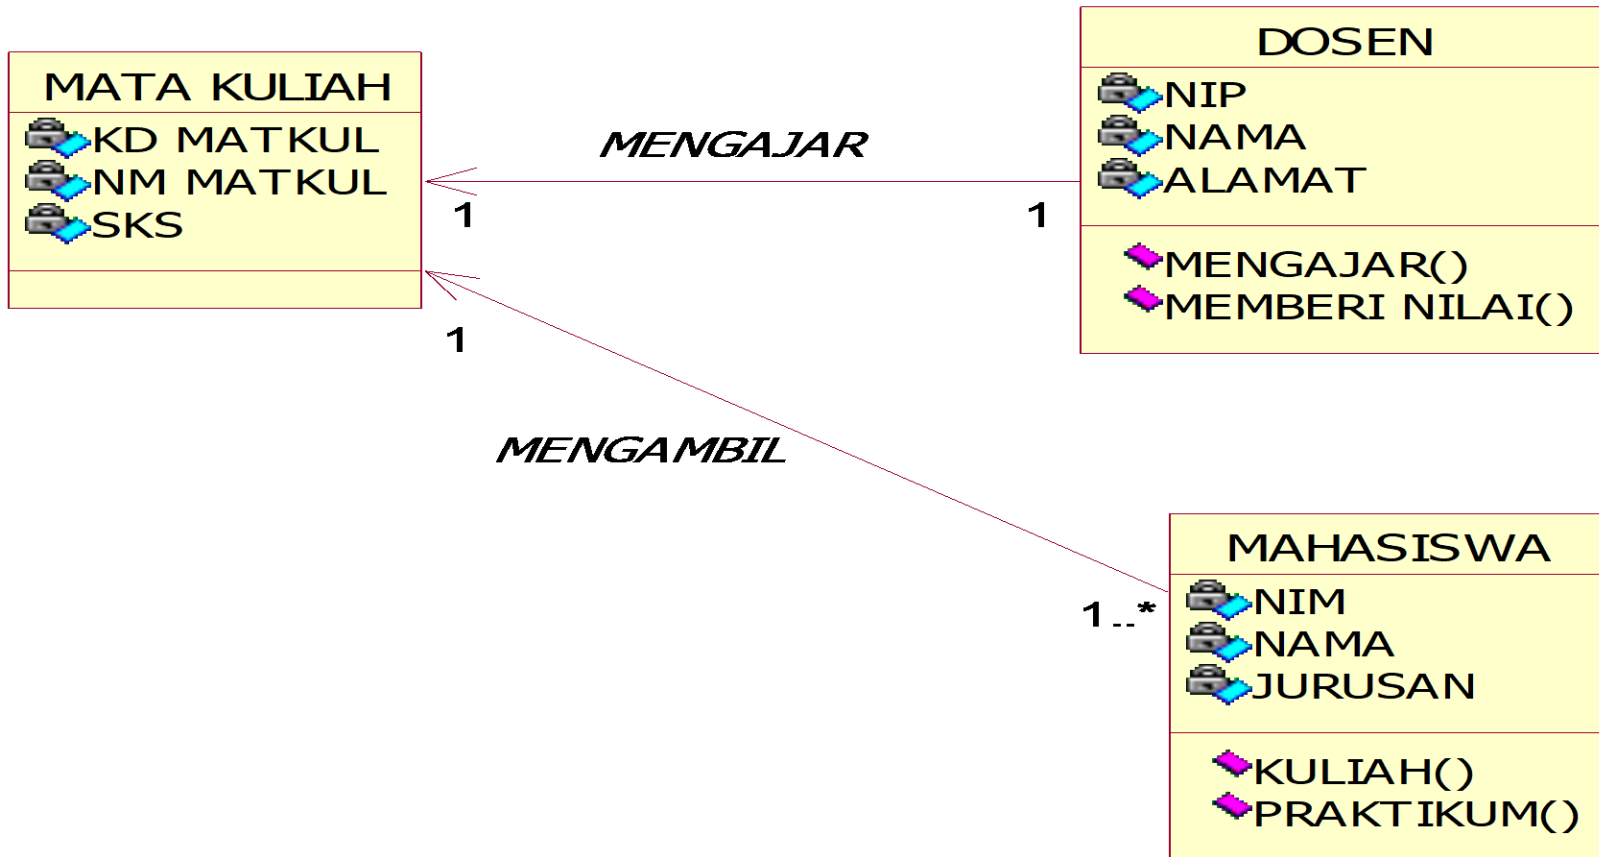 MATA KULIAH
KD MATKUL
NM MATKUL
SKS
MENGAJAR
1
1
DOSEN
NIP
NAMA
ALAMAT
MENGAJAR()
MEMBERI NILAI()
1
MENGAMBIL
1..*
MAHASISWA
NIM
NAMA
JURUSAN
KULIAH()
PRAKTIKUM()